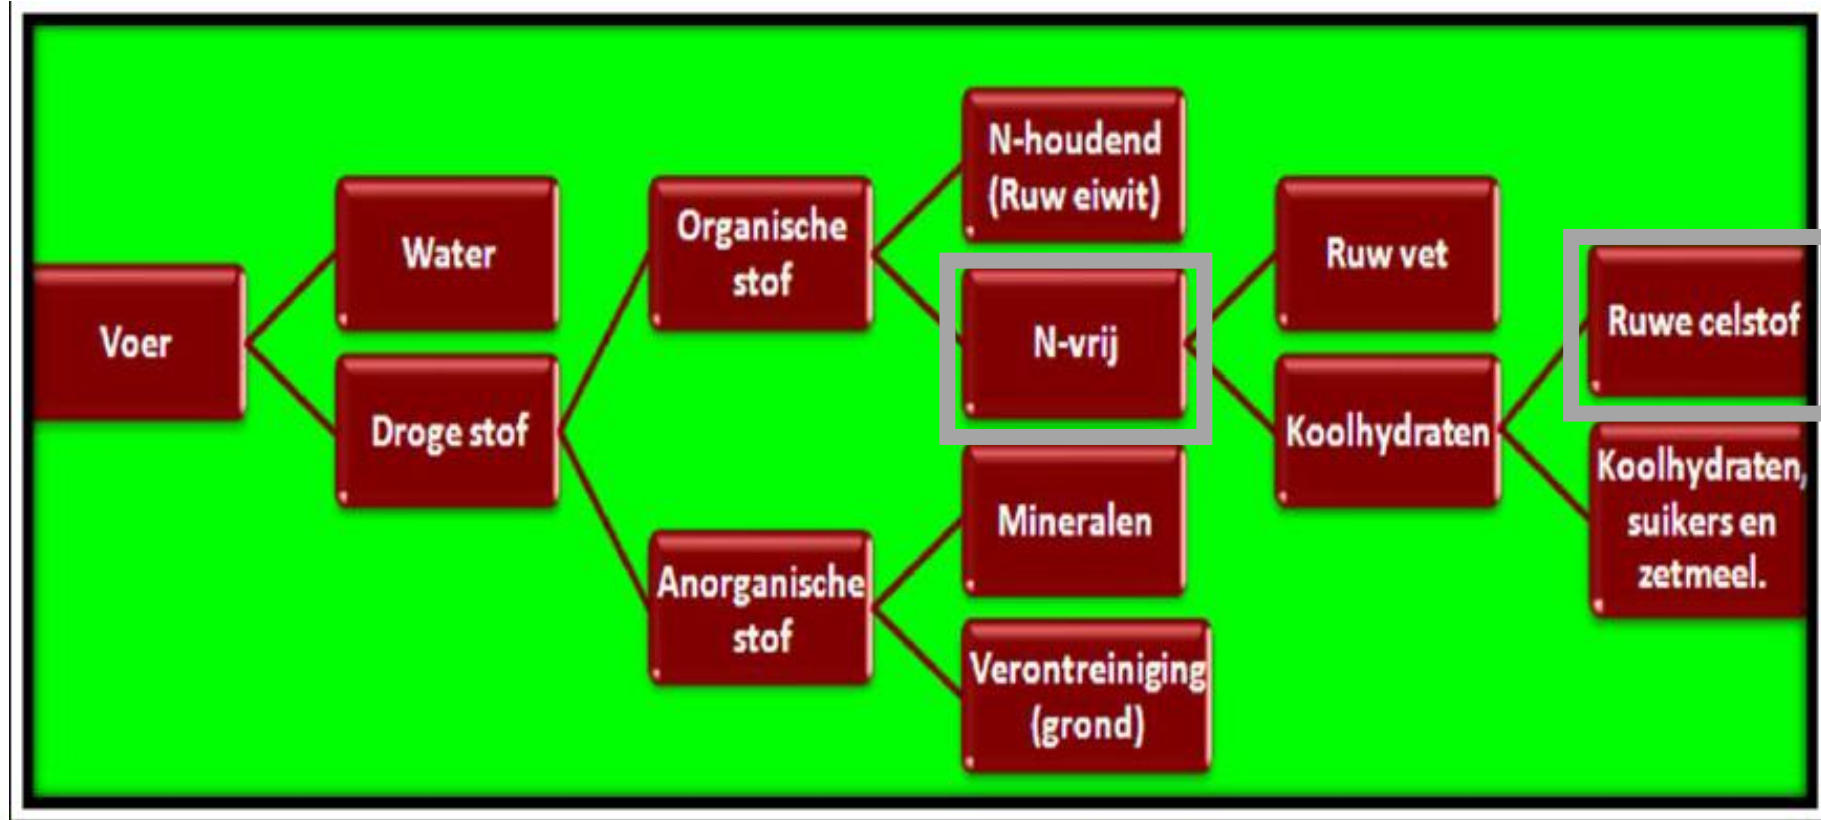 Voer
Water
Droge stof
Organische
stof
Anorganische
stof
N-houdend
(Ruw eiwit)
N-vrij
Mineralen
Verontreiniging
(grond)
Ruw vet
Koolhydraten
Ruwe celstof
Koolhydraten,
suikers en
zetmeel.